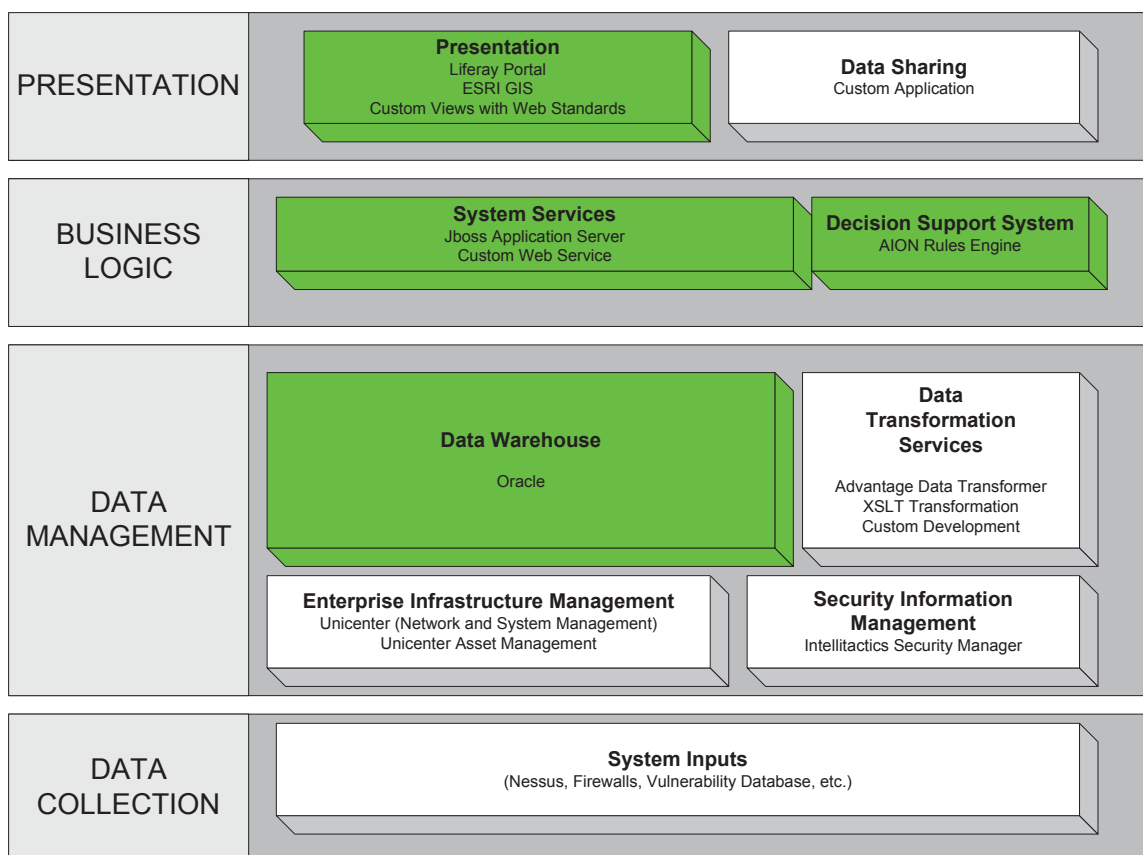 PRESENTATION
Presentation
Liferay Portal
ESRI GIS
Custom Views with Web Standards
Data Sharing
Custom Application
BUSINESS
LOGIC
System Services
Jboss Application Server
Custom Web Service
Decision Support System
AION Rules Engine
DATA
MANAGEMENT
Data Warehouse
Oracle
Data
Transformation
Services
Advantage Data Transformer
XSLT Transformation
Custom Development
Enterprise Infrastructure Management
Unicenter (Network and System Management)
Unicenter Asset Management
Security Information
Management
Intellitactics Security Manager
DATA
COLLECTION
System Inputs
(Nessus, Firewalls, Vulnerability Database, etc.)